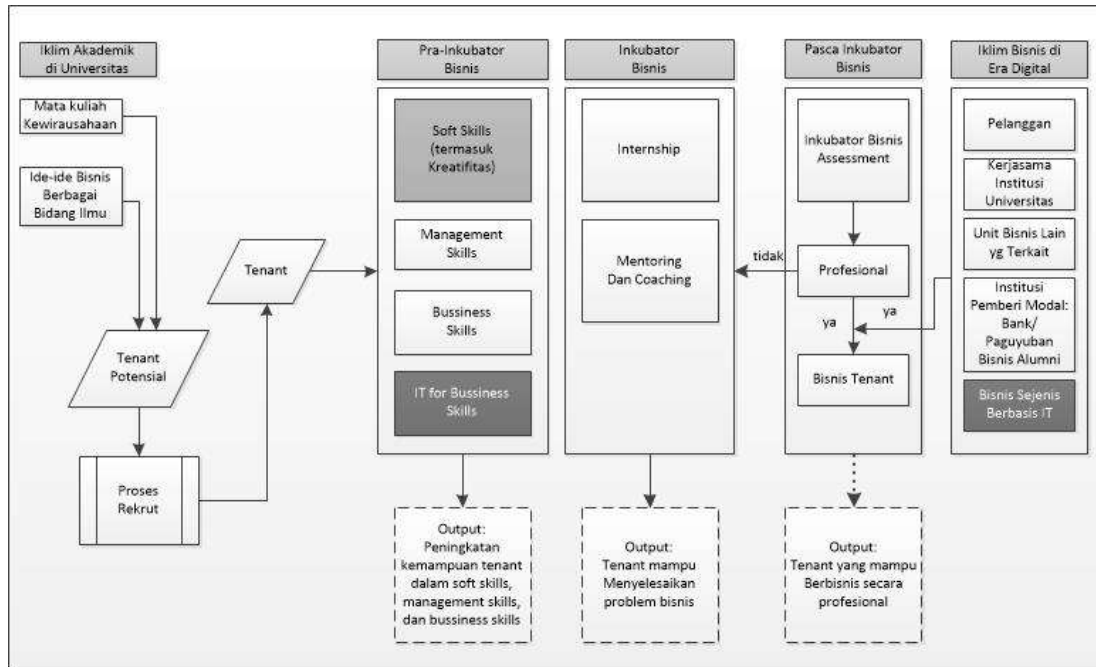 Iklim Akademik
di Universitas
Mata kuliah
Kewirausahaan
Ide-ide Bisnis
Berbagai
Bidang Ilmu
Tenant
Potensial
Proses
Rekrut
Tenant
Pra-Inkubator
Bisnis
Soft Skills
(termasuk
Kreatifitas)
Management
Skills
Bussiness
Skills
IT for Bussiness
Skills
Output:
Peningkatan
kemampuan tenant
dalam soft skills,
management skills,
dan bussiness skills
Inkubator
Bisnis
Internship
Mentoring
Dan Coaching
Output:
Tenant mampu
Menyelesaikan
problem bisnis
Pasca Inkubator
Bisnis
Inkubator Bisnis
Assessment
tidak
Profesional
ya
ya
Bisnis Tenant
Output:
Tenant yang mampu
Berbisnis secara
profesional
Iklim Bisnis di
Era Digital
Pelanggan
Kerjasama
Institusi
Universitas
Unit Bisnis Lain
yg Terkait
Institusi
Pemberi Modal:
Bank/
Paguyuban
Bisnis Alumni
Bisnis Sejenis
Berbasis IT